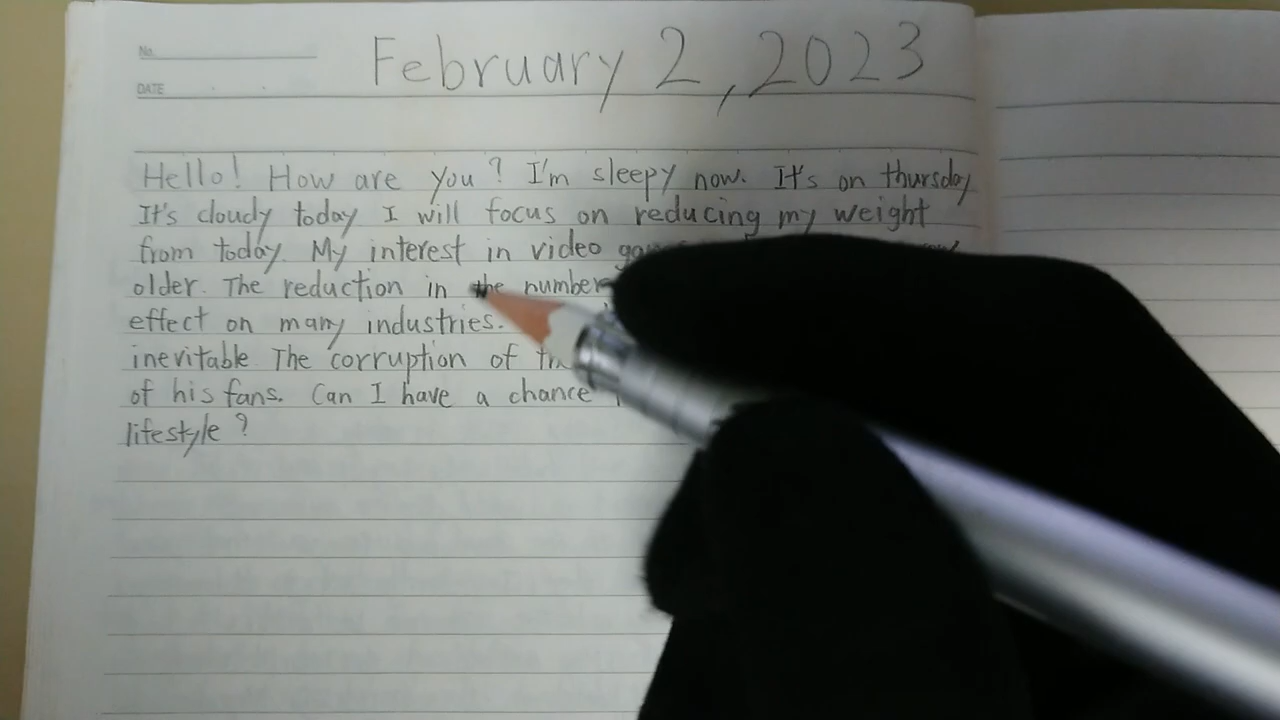 No.
DATE
February 2, 2023
Hello! How are you? I'm sleepy now. It's on thursday
It's cloudy today I will focus on reducing my weight
from today. My interest in video
older. The reduction in the number
effect on many industries.
inevitable The corruption of
of his fans. Can I have a chance
lifestyle?